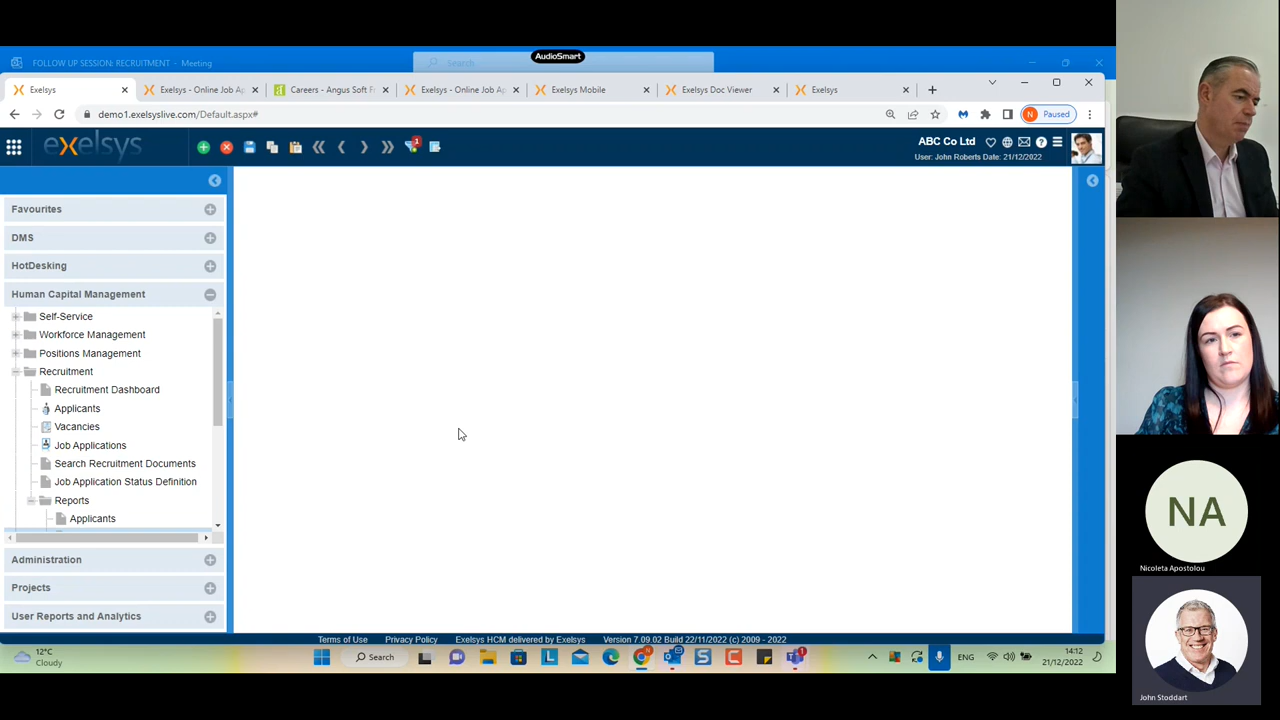 AudioSmart
FOLLOW UP SESSION: RECRUITMENT - Meeting
Search
Exelsys
Exelsys - Online Job Ap
Careers - Angus Soft Fr
Exelsys - Online Job Ap
Exelsys Mobile
Exelsys Doc Viewer
Exelsys
demo1.exelsyslive.com/Default.aspx#
N
Paused
exelsys
1
ABC Co Ltd
User: John Roberts Date: 21/12/2022
Favourites
DMS
HotDesking
Human Capital Management
Self-Service
Workforce Management
Positions Management
Recruitment
Recruitment Dashboard
Applicants
Vacancies
Job Applications
Search Recruitment Documents
Job Application Status Definition
Reports
Applicants
Administration
Projects
User Reports and Analytics
Terms of Use
Privacy Policy
Exelsys HCM delivered by Exelsys
Version 7.09.02 Build 22/11/2022 (c) 2009 - 2022
12°C
Cloudy
Search
ENG
14:12
21/12/2022
NA
Nicoleta Apostolou
John Stoddart